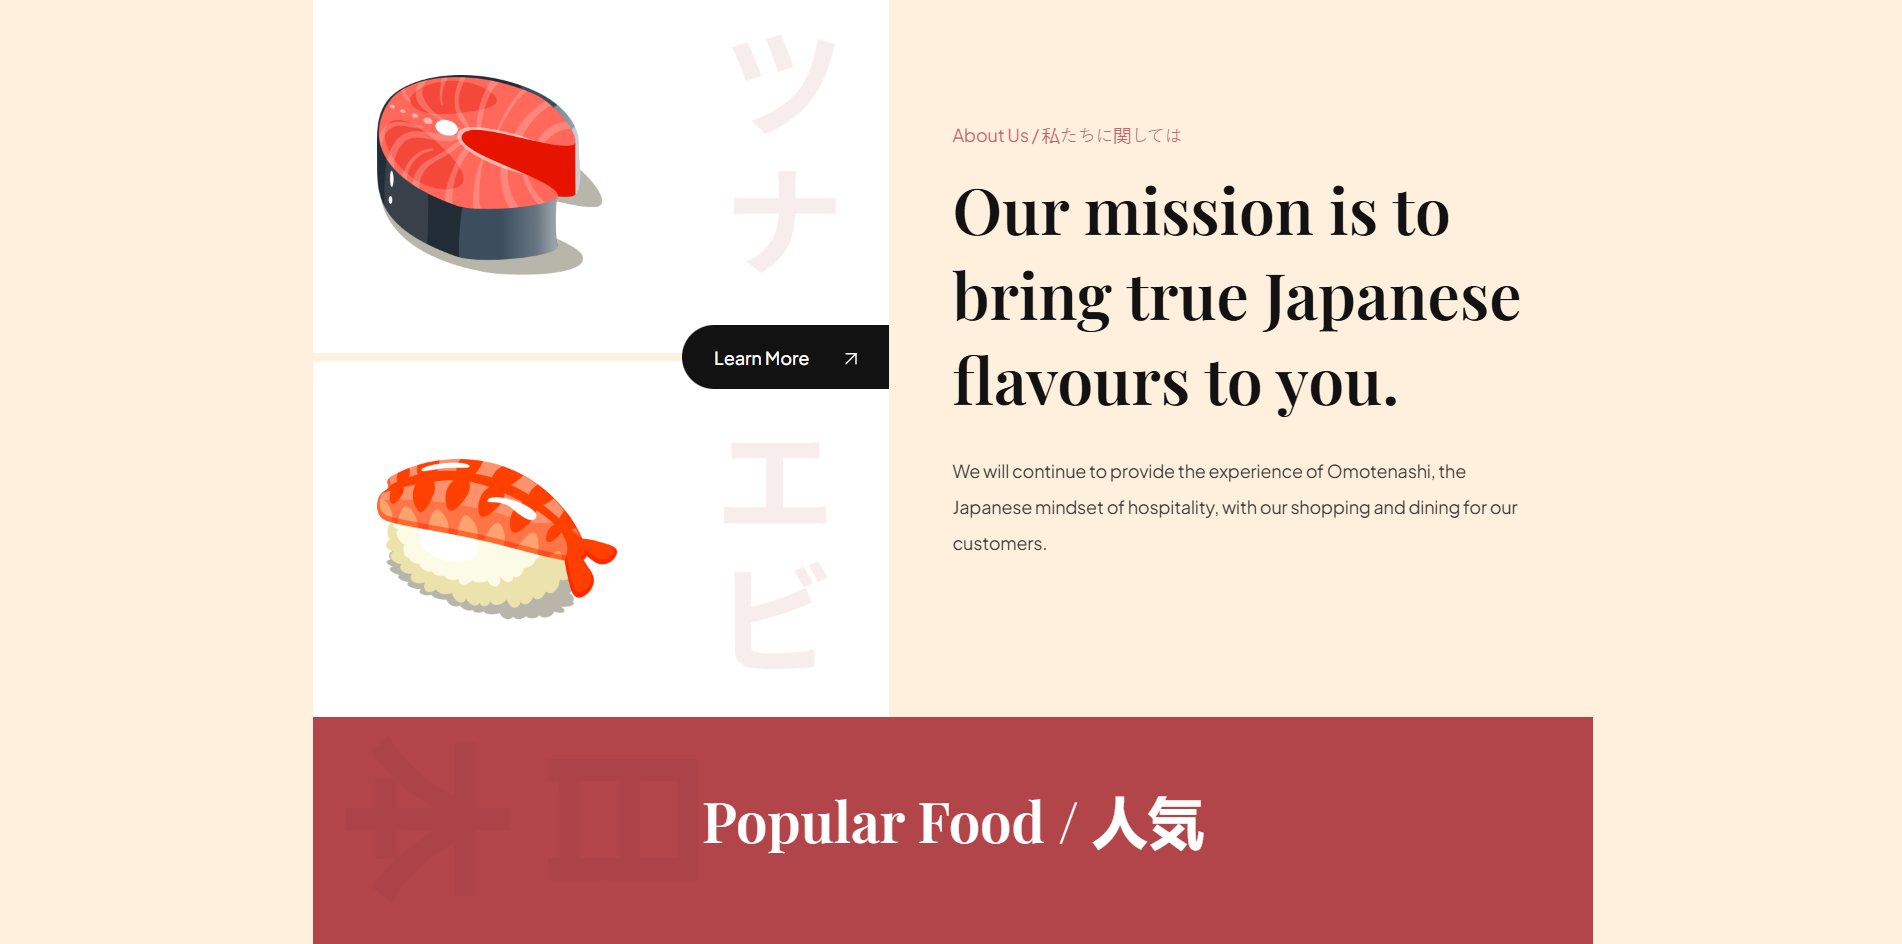 ツナ
Learn More
エビ
About Us / 私たちに関しては
Our mission is to
bring true Japanese
flavours to you.
We will continue to provide the experience of Omotenashi, the
Japanese mindset of hospitality, with our shopping and dining for our
customers.
日本
Popular Food / 人気